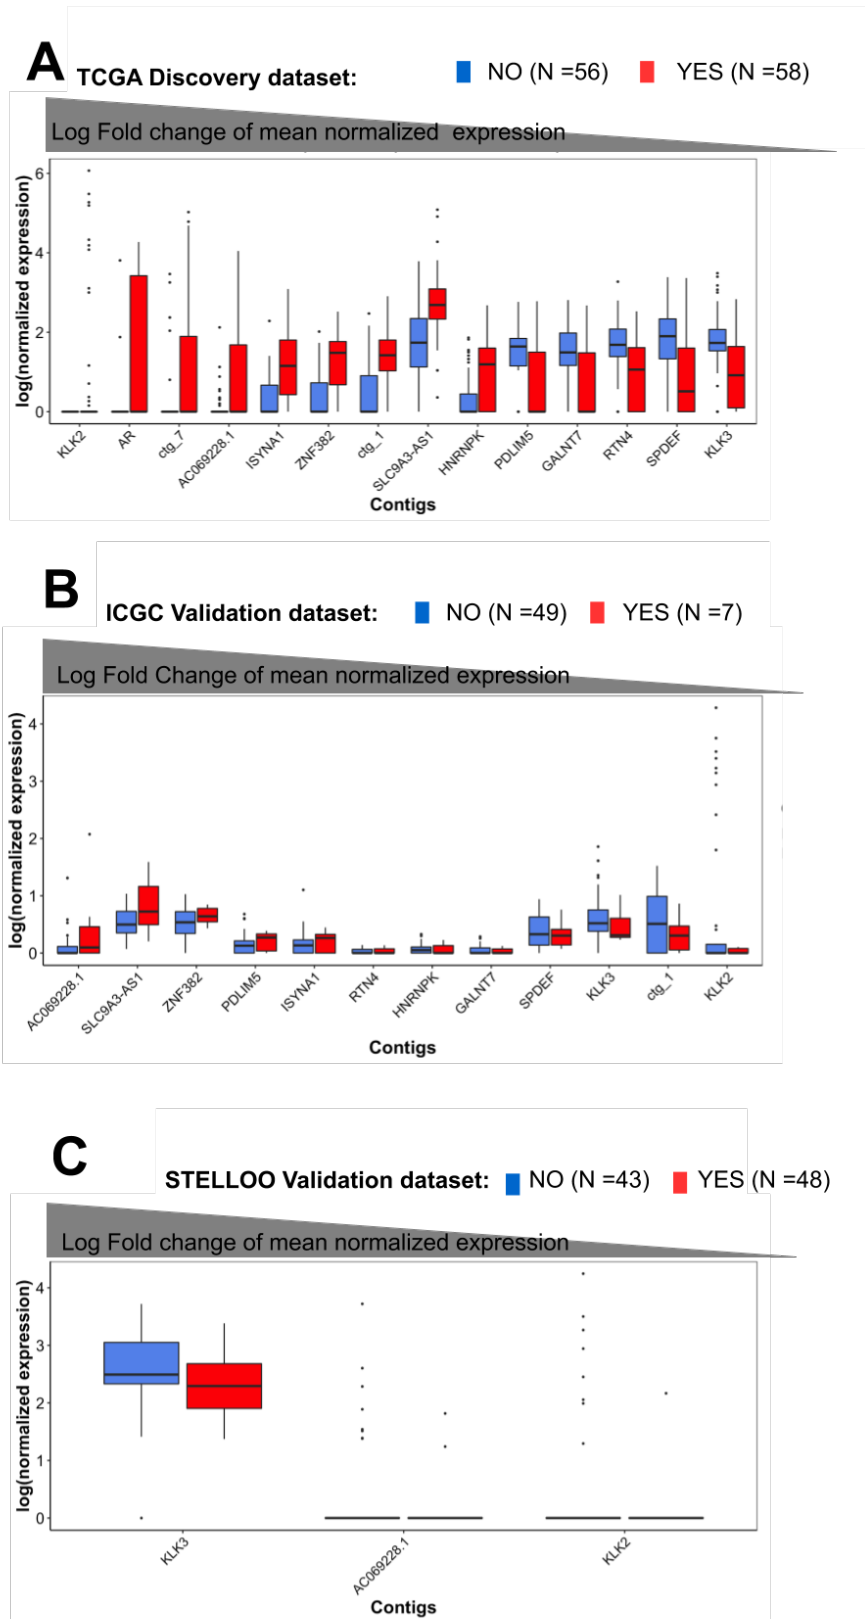 A
TCGA Discovery dataset: NO (N =56) YES (N =58)
Log Fold change of mean normalized expression
log(normalized expression)
6
4
2
0
KLK2 AR ctg_7 AC069228.1 ISYNA1 ZNF382 ctg_1 SLC9A3-AS1 HNRNPK PDLIM5 GALNT7 RTN4 SPDEF KLK3
Contigs
B
ICGC Validation dataset: NO (N =49) YES (N =7)
Log Fold Change of mean normalized expression
log(normalized expression)
4
3
2
1
0
AC069228.1 SLC9A3-AS1 ZNF382 PDLIM5 ISYNA1 RTN4 HNRNPK GALNT7 SPDEF KLK3 ctg_1 KLK2
Contigs
C
STELLOO Validation dataset: NO (N =43) YES (N =48)
Log Fold change of mean normalized expression
log(normalized expression)
4
3
2
1
0
KLK3 AC069228.1 KLK2
Contigs